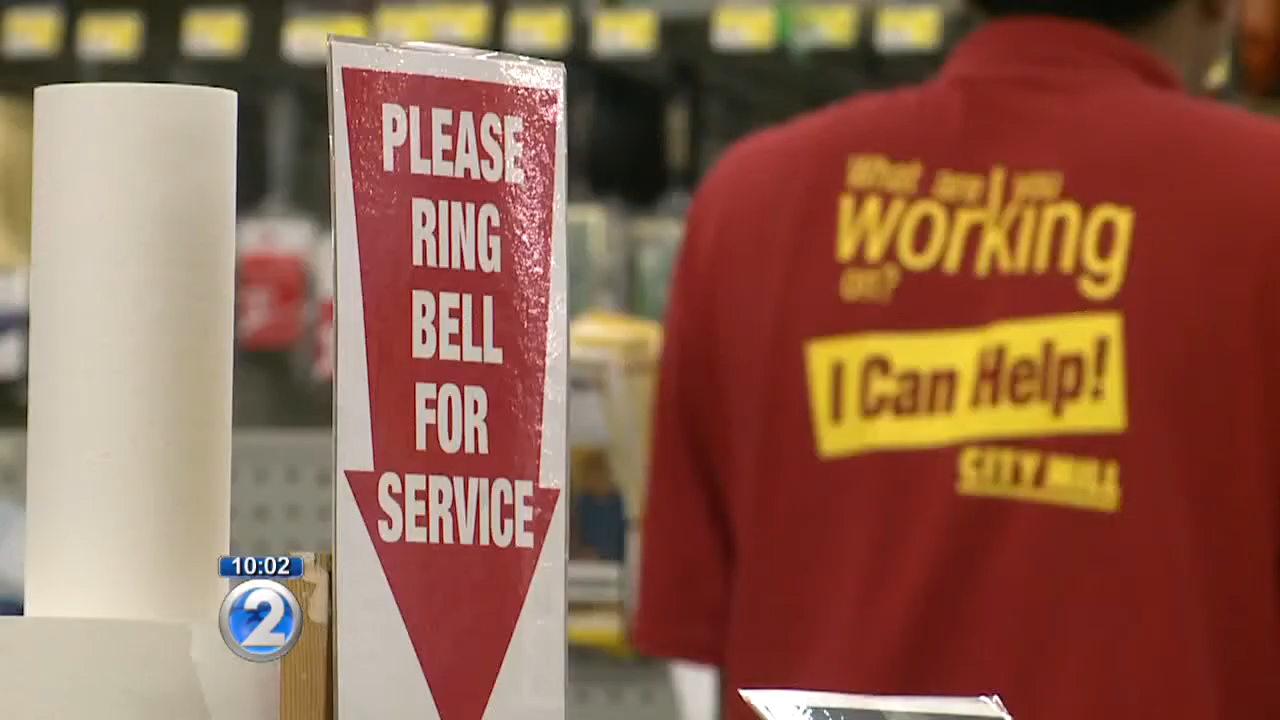 PLEASE
RING
BELL
FOR
SERVICE
What are you
working
on?
I Can Help!
CITY MILL
10:02
2